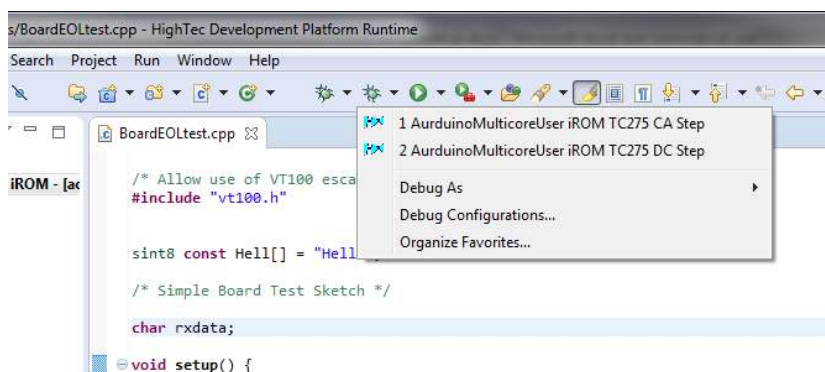 s/BoardEOLtest.cpp - HighTec Development Platform Runtime
Search Project Run Window Help
BoardEOLtest.cpp
1 AurduinoMulticoreUser iROM TC275 CA Step
2 AurduinoMulticoreUser iROM TC275 DC Step
Debug As
Debug Configurations...
Organize Favorites...
iROM - [ac
/* Allow use of VT100 esca
#include "vt100.h"
sint8 const Hell[] = "Hell
/* Simple Board Test Sketch */
char rxdata;
void setup() {